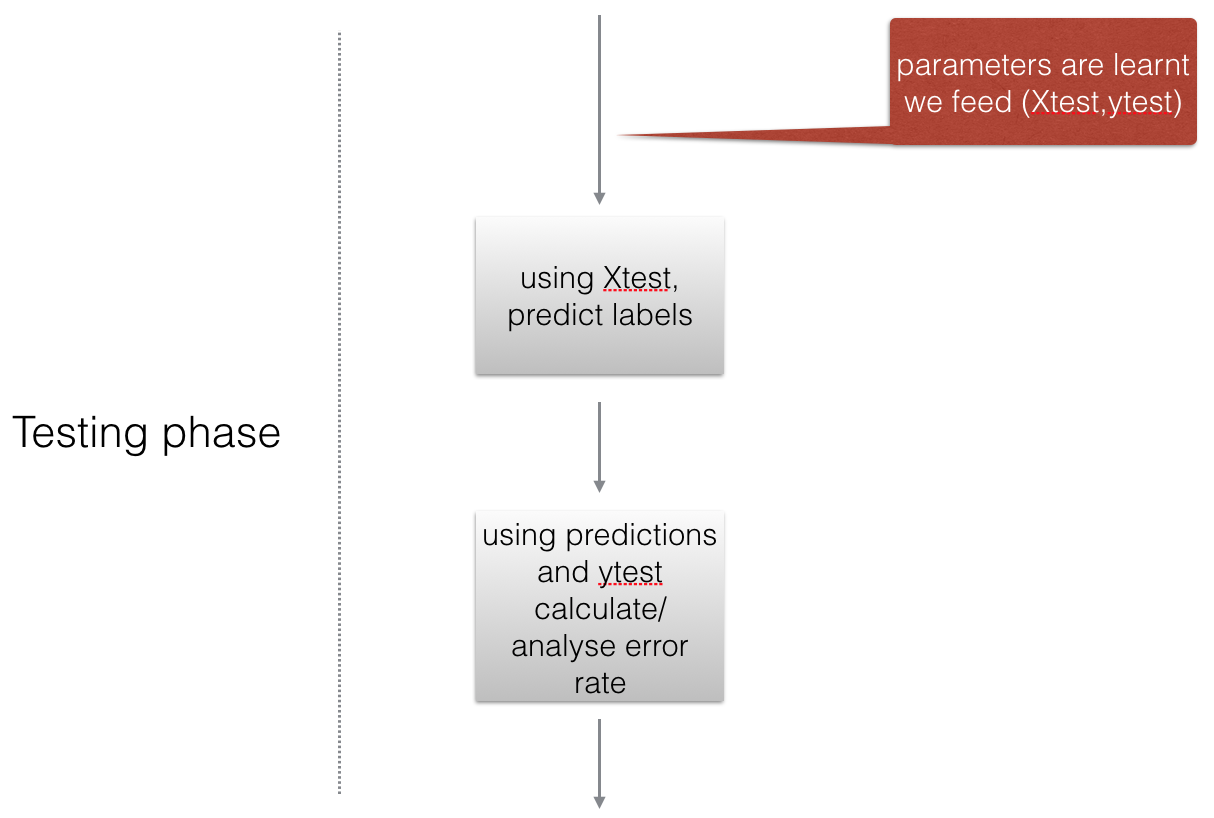 parameters are learnt
we feed (Xtest,ytest)
using Xtest,
predict labels
Testing phase
using predictions
and ytest
calculate/
analyse error
rate